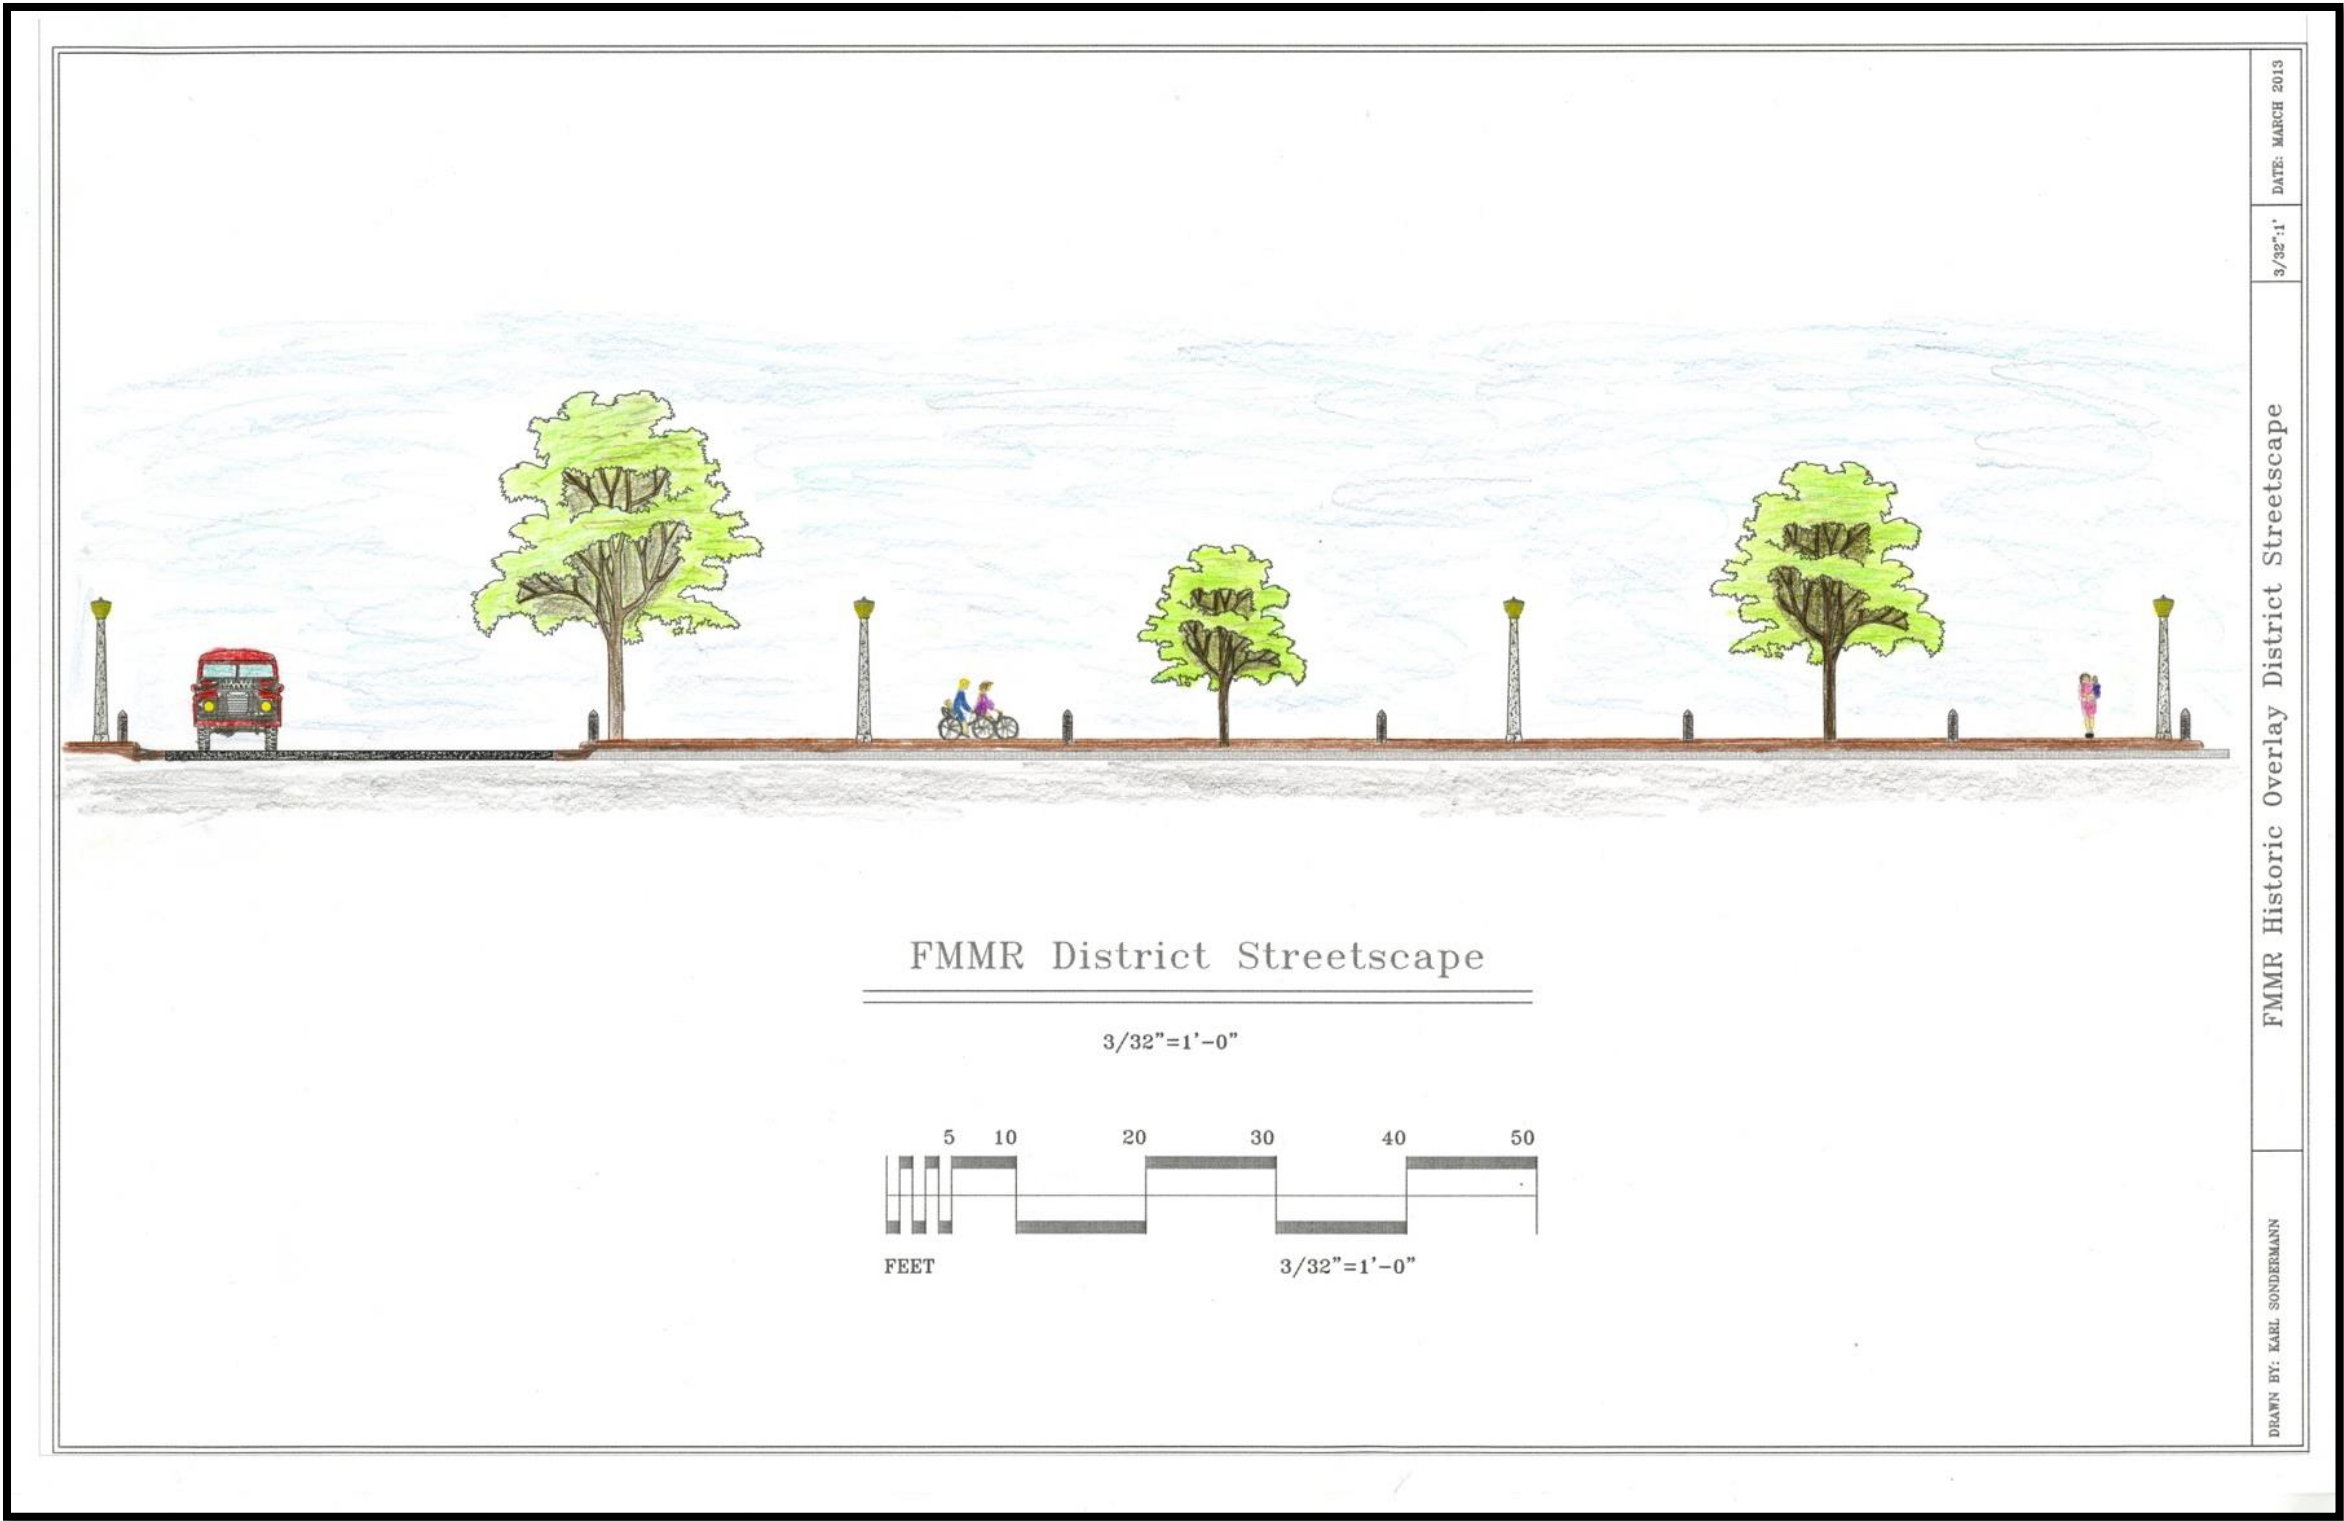 FMMR District Streetscape
3/32"=1'-0"
5 10 20 30 40 50
FEET 3/32"=1'-0"
DATE: MARCH 2013
3/32":1'
FMMR Historic Overlay District Streetscape
DRAWN BY: KARL SONDERMANN